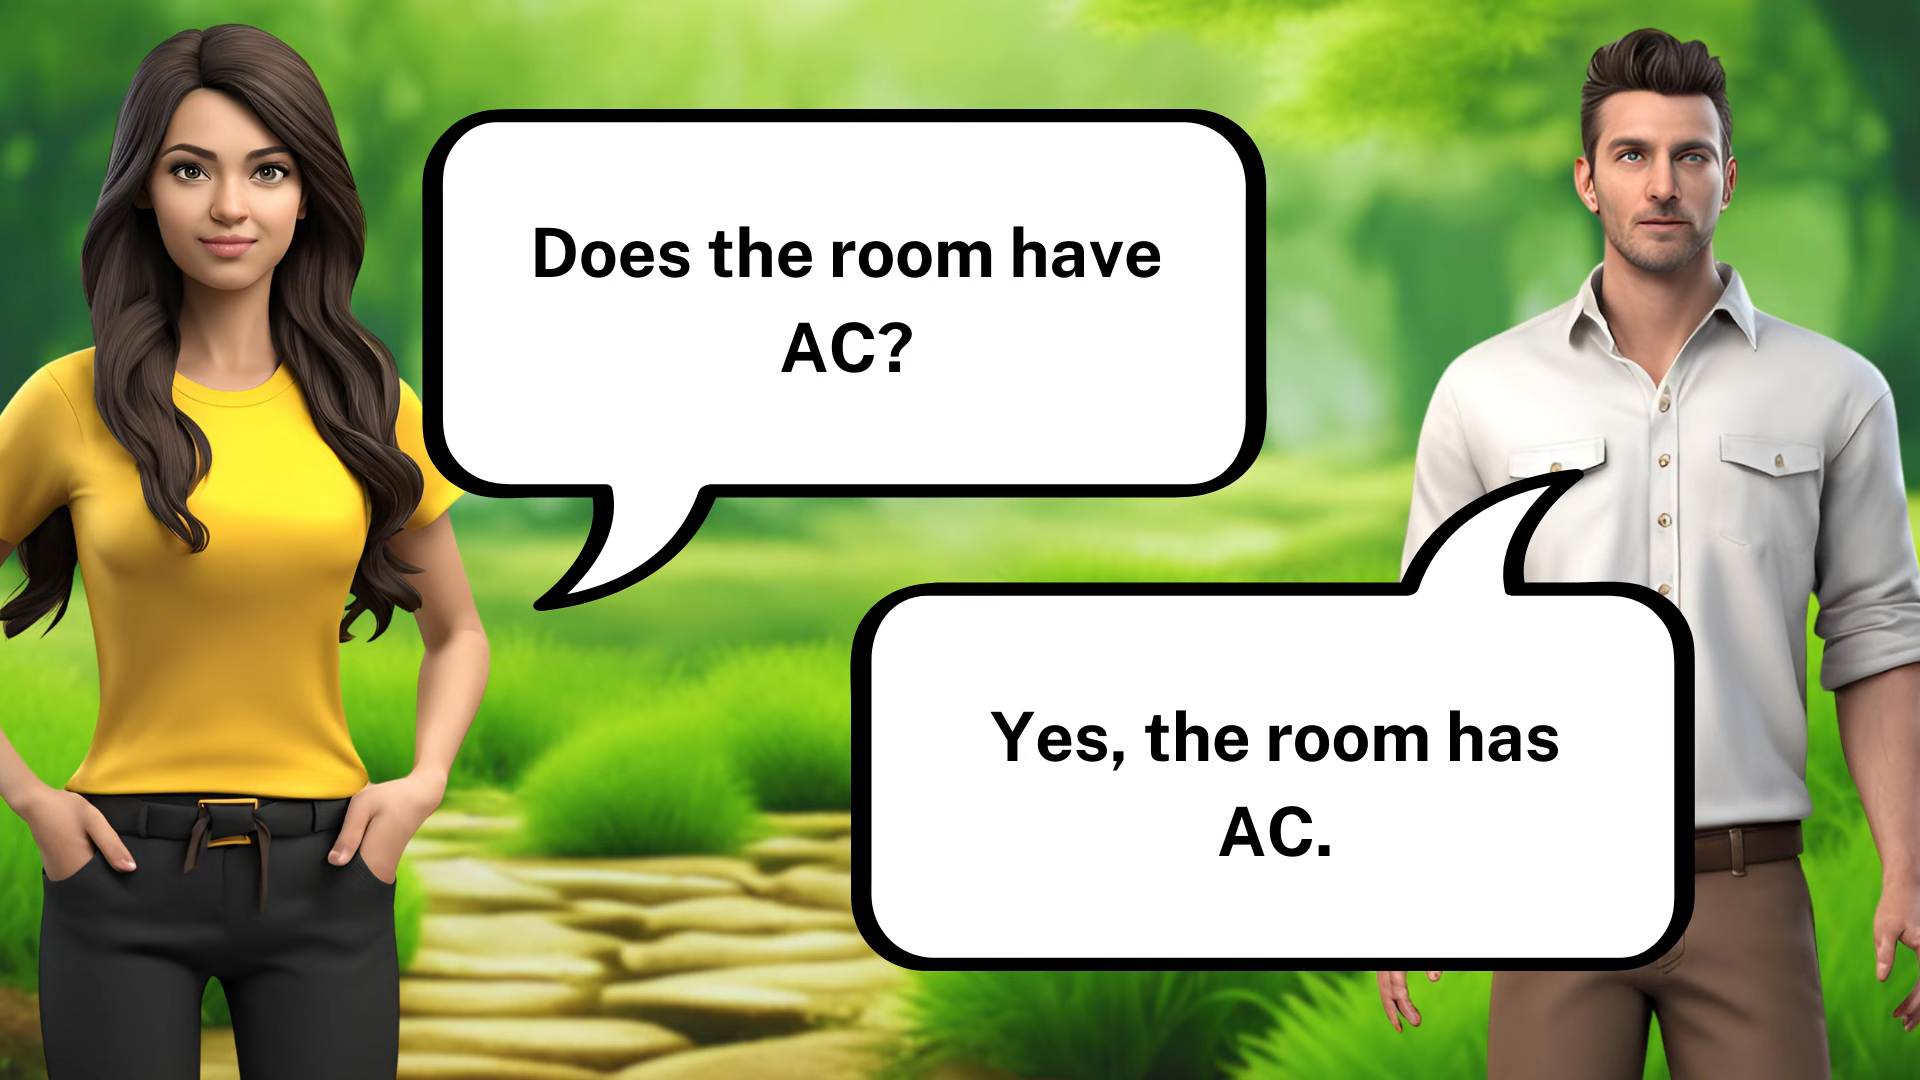 Does the room have
AC?
Yes, the room has
AC.